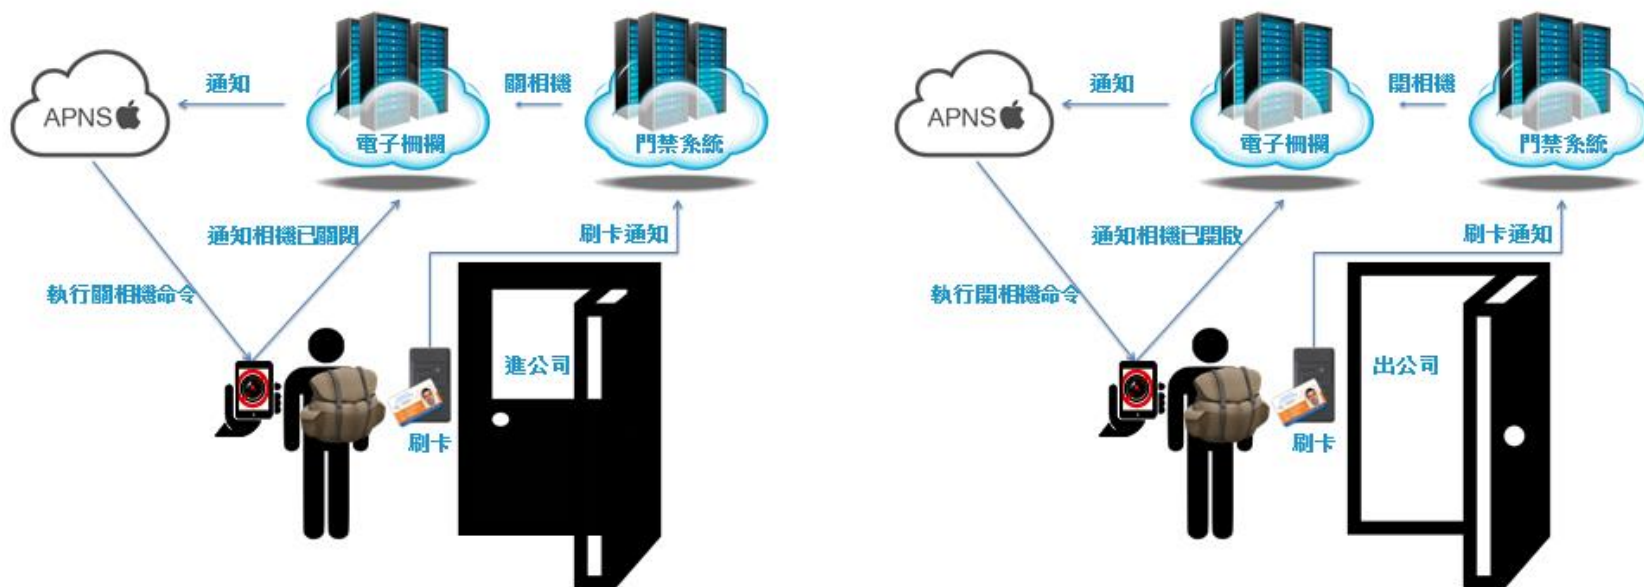 通知
關相機
APNS
電子柵欄
門禁系統
通知相機已關閉
刷卡通知
執行關相機命令
進公司
刷卡
通知
開相機
APNS
電子柵欄
門禁系統
通知相機已開啟
刷卡通知
執行開相機命令
出公司
刷卡